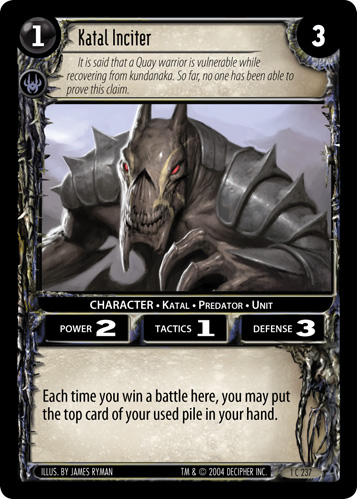 1 Katal Inciter 3
It is said that a Quay warrior is vulnerable while
recovering from kundanaka. So far, no one has been able to
prove this claim.
CHARACTER • KATAL • PREDATOR • UNIT
POWER 2 TACTICS 1 DEFENSE 3
Each time you win a battle here, you may put
the top card of your used pile in your hand.
ILLUS. BY JAMES RYMAN TM & © 2004 DECIPHER INC. 1 C 237